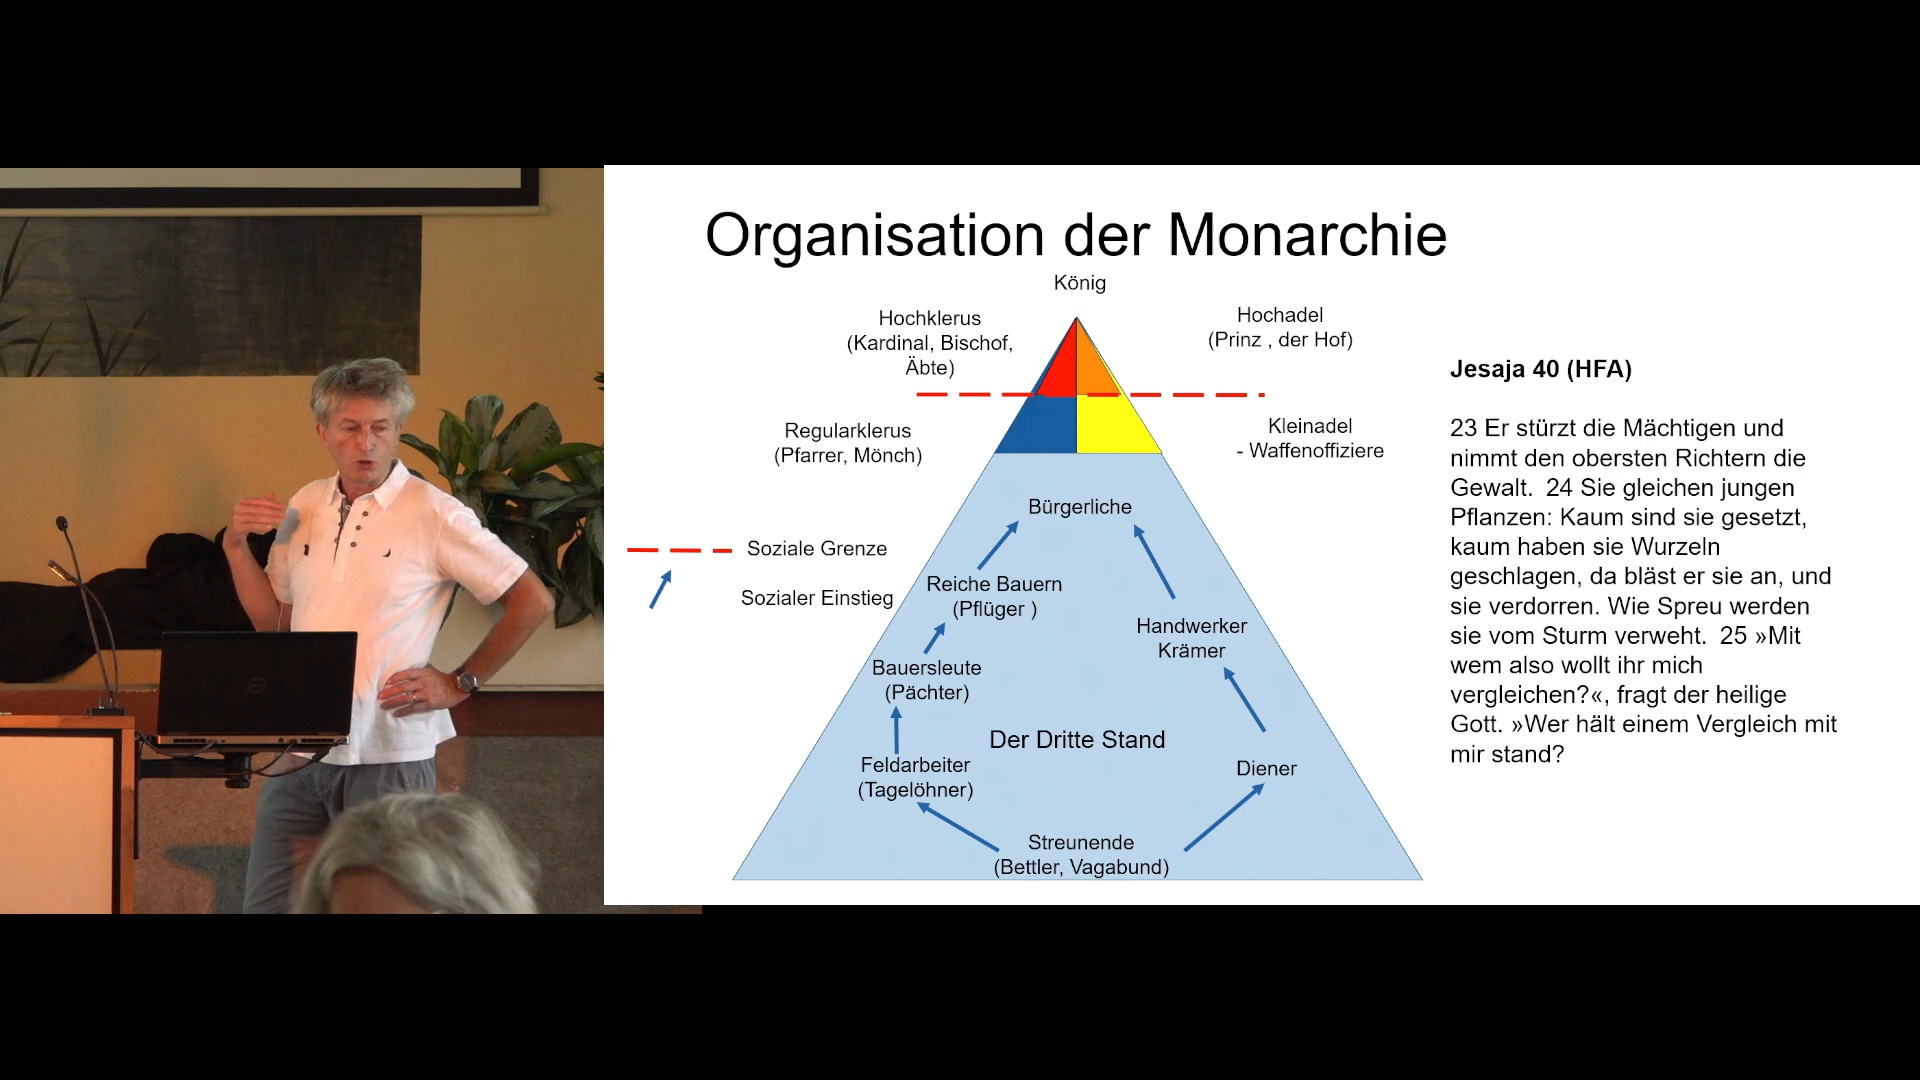 Organisation der Monarchie
König
Hochklerus
(Kardinal, Bischof,
Äbte)
Hochadel
(Prinz , der Hof)
Regularklerus
(Pfarrer, Mönch)
Kleinadel
- Waffenoffiziere
Soziale Grenze
Sozialer Einstieg
Bürgerliche
Reiche Bauern
(Pflüger )
Handwerker
Krämer
Bauersleute
(Pächter)
Der Dritte Stand
Feldarbeiter
(Tagelöhner)
Diener
Streunende
(Bettler, Vagabund)
Jesaja 40 (HFA)
23 Er stürzt die Mächtigen und
nimmt den obersten Richtern die
Gewalt.  24 Sie gleichen jungen
Pflanzen: Kaum sind sie gesetzt,
kaum haben sie Wurzeln
geschlagen, da bläst er sie an, und
sie verdorren. Wie Spreu werden
sie vom Sturm verweht.  25 »Mit
wem also wollt ihr mich
vergleichen?«, fragt der heilige
Gott. »Wer hält einem Vergleich mit
mir stand?